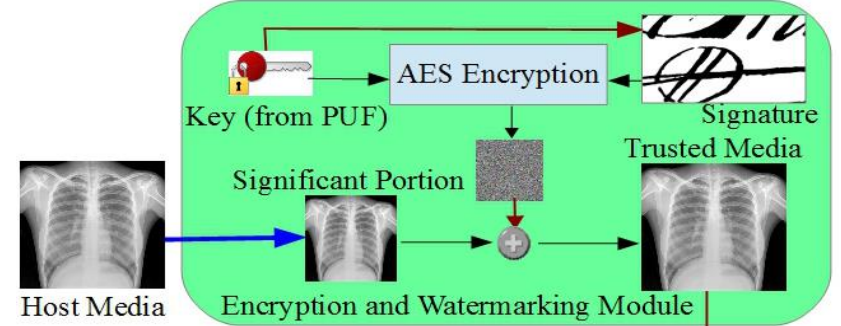 AES Encryption
Key (from PUF)
Signature
Trusted Media
Significant Portion
Host Media
Encryption and Watermarking Module